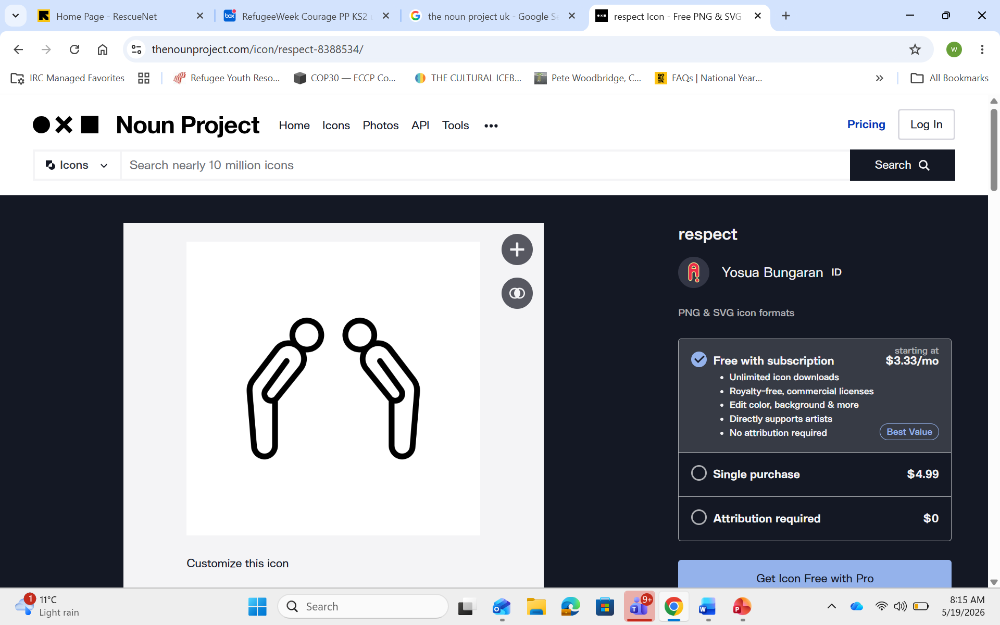 Home Page - RescueNet
box
RefugeeWeek Courage PP KS2
the noun project uk - Google Se
respect Icon - Free PNG & SVG
thenounproject.com/icon/respect-8388534/
W
IRC Managed Favorites
Refugee Youth Reso...
COP30 — ECCP Co...
THE CULTURAL ICEB...
Pete Woodbridge, C...
GO ALL IN.
FAQs | National Year...
All Bookmarks
Noun Project
Home
Icons
Photos
API
Tools
Pricing
Log In
Icons
Search nearly 10 million icons
Search
respect
Yosua Bungaran ID
PNG & SVG icon formats
starting at
Free with subscription $3.33/mo
• Unlimited icon downloads
• Royalty-free, commercial licenses
• Edit color, background & more
• Directly supports artists
• No attribution required
Best Value
Single purchase $4.99
Attribution required $0
Customize this icon
Get Icon Free with Pro
1
11°C
Light rain
Search
O
T
9+
W
P
8:15 AM
5/19/2026